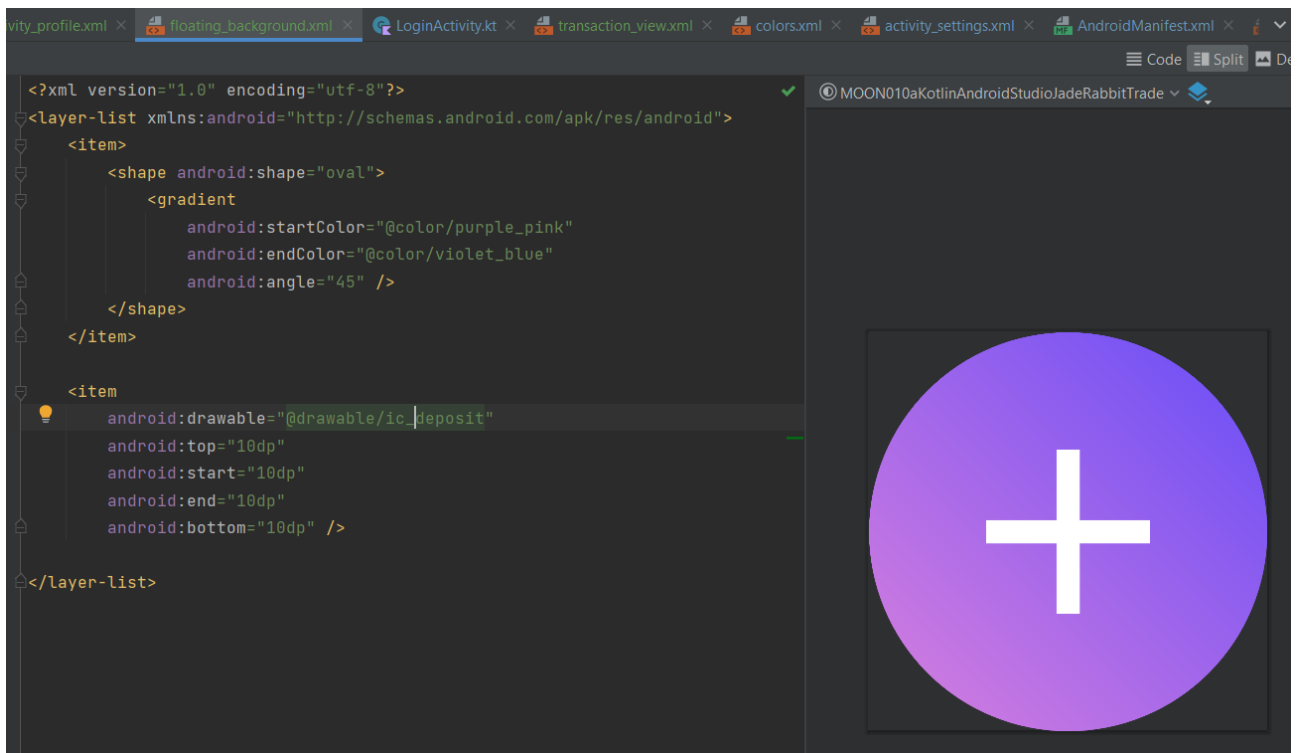 vity_profile.xml floating_background.xml LoginActivity.kt transaction_view.xml colors.xml activity_settings.xml AndroidManifest.xml
Code Split De
MOON010aKotlinAndroidStudioJadeRabbitTrade
<?xml version="1.0" encoding="utf-8"?>
<layer-list xmlns:android="http://schemas.android.com/apk/res/android">
<item>
<shape android:shape="oval">
<gradient
android:startColor="@color/purple_pink"
android:endColor="@color/violet_blue"
android:angle="45" />
</shape>
</item>
<item
android:drawable="@drawable/ic_deposit"
android:top="10dp"
android:start="10dp"
android:end="10dp"
android:bottom="10dp" />
</layer-list>